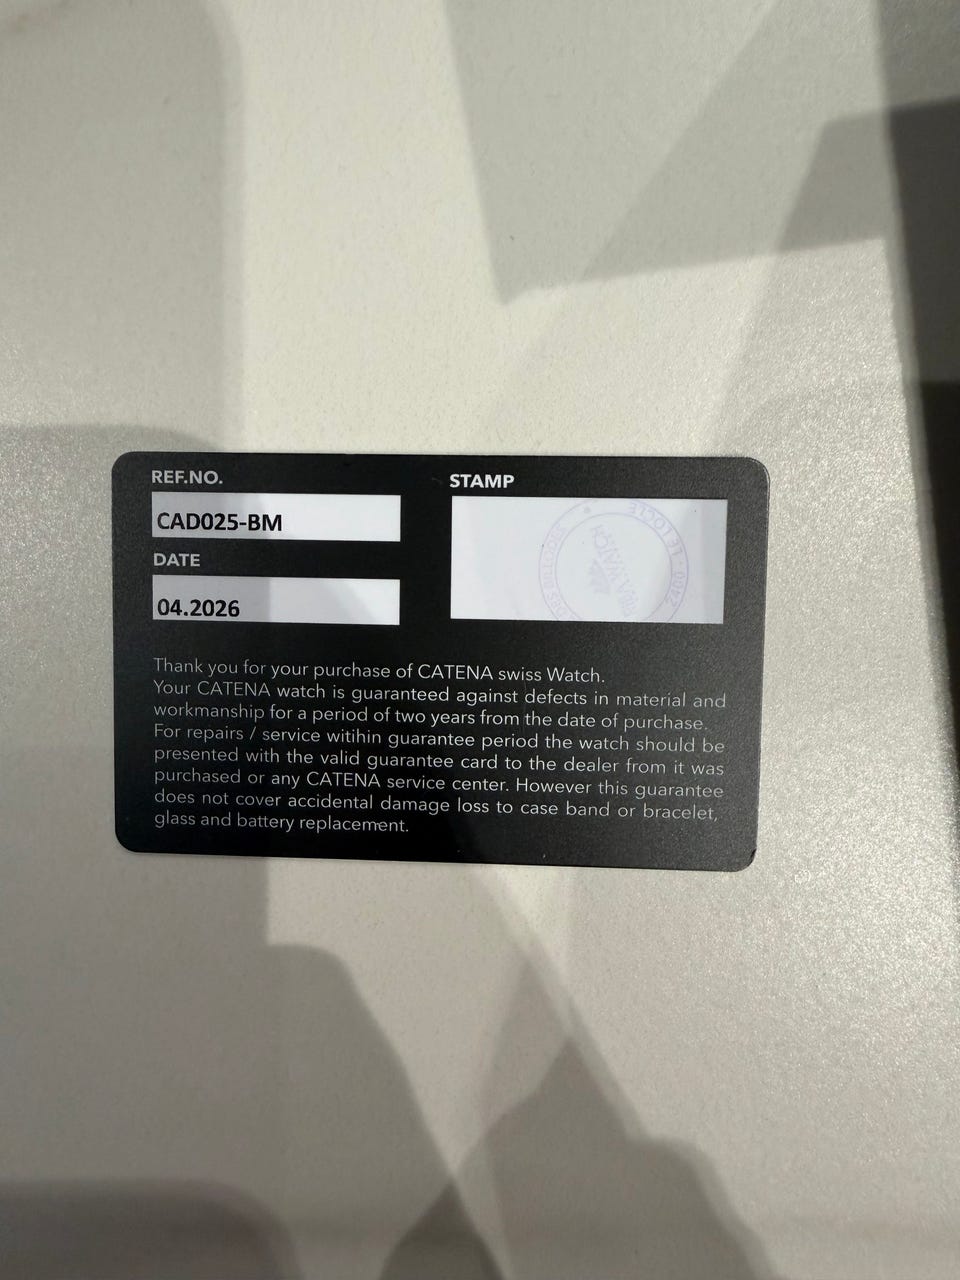 REF.NO.
CAD025-BM
DATE
04.2026
STAMP
2400 · LE LOCLE
WATCH
Thank you for your purchase of CATENA swiss Watch.
Your CATENA watch is guaranteed against defects in material and
workmanship for a period of two years from the date of purchase.
For repairs / service witihin guarantee period the watch should be
presented with the valid guarantee card to the dealer from it was
purchased or any CATENA service center. However this guarantee
does not cover accidental damage loss to case band or bracelet,
glass and battery replacement.